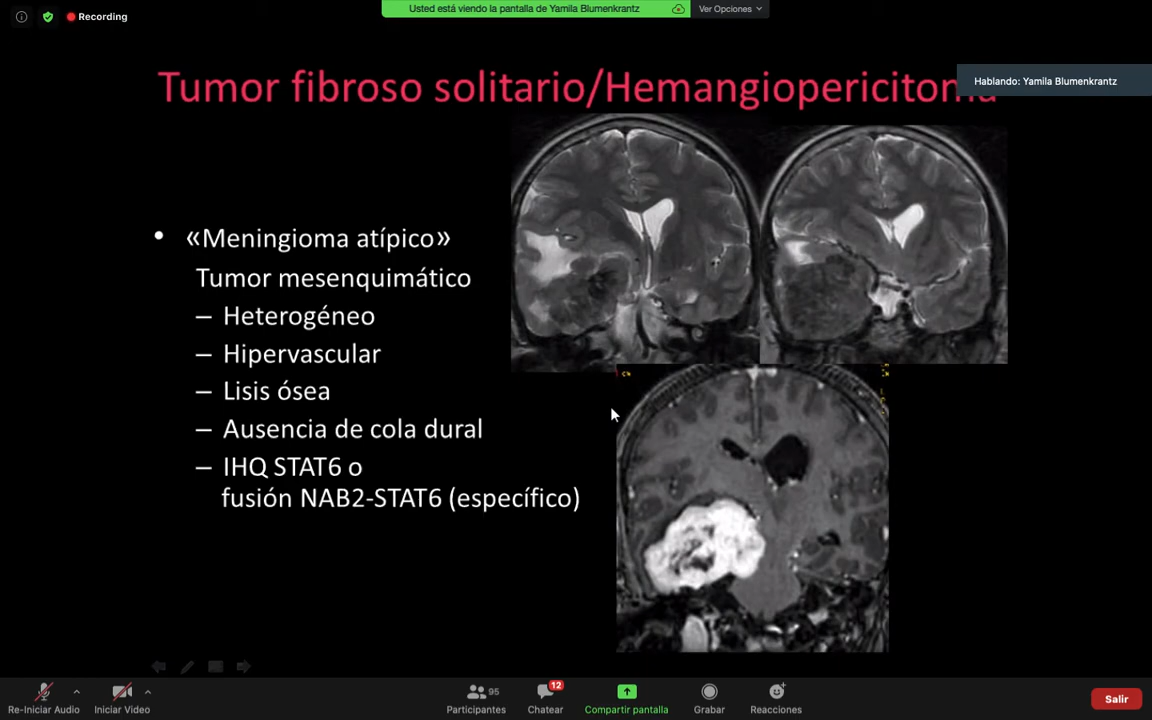 Recording
Usted está viendo la pantalla de Yamila Blumenkrantz
Ver Opciones
Hablando: Yamila Blumenkrantz
Tumor fibroso solitario/Hemangiopericitoma
• «Meningioma atípico»
Tumor mesenquimático
– Heterogéneo
– Hipervascular
– Lisis ósea
– Ausencia de cola dural
– IHQ STAT6 o
fusión NAB2-STAT6 (específico)
Re-Iniciar Audio
Iniciar Video
95
Participantes
12
Chatear
Compartir pantalla
Grabar
Reacciones
Salir